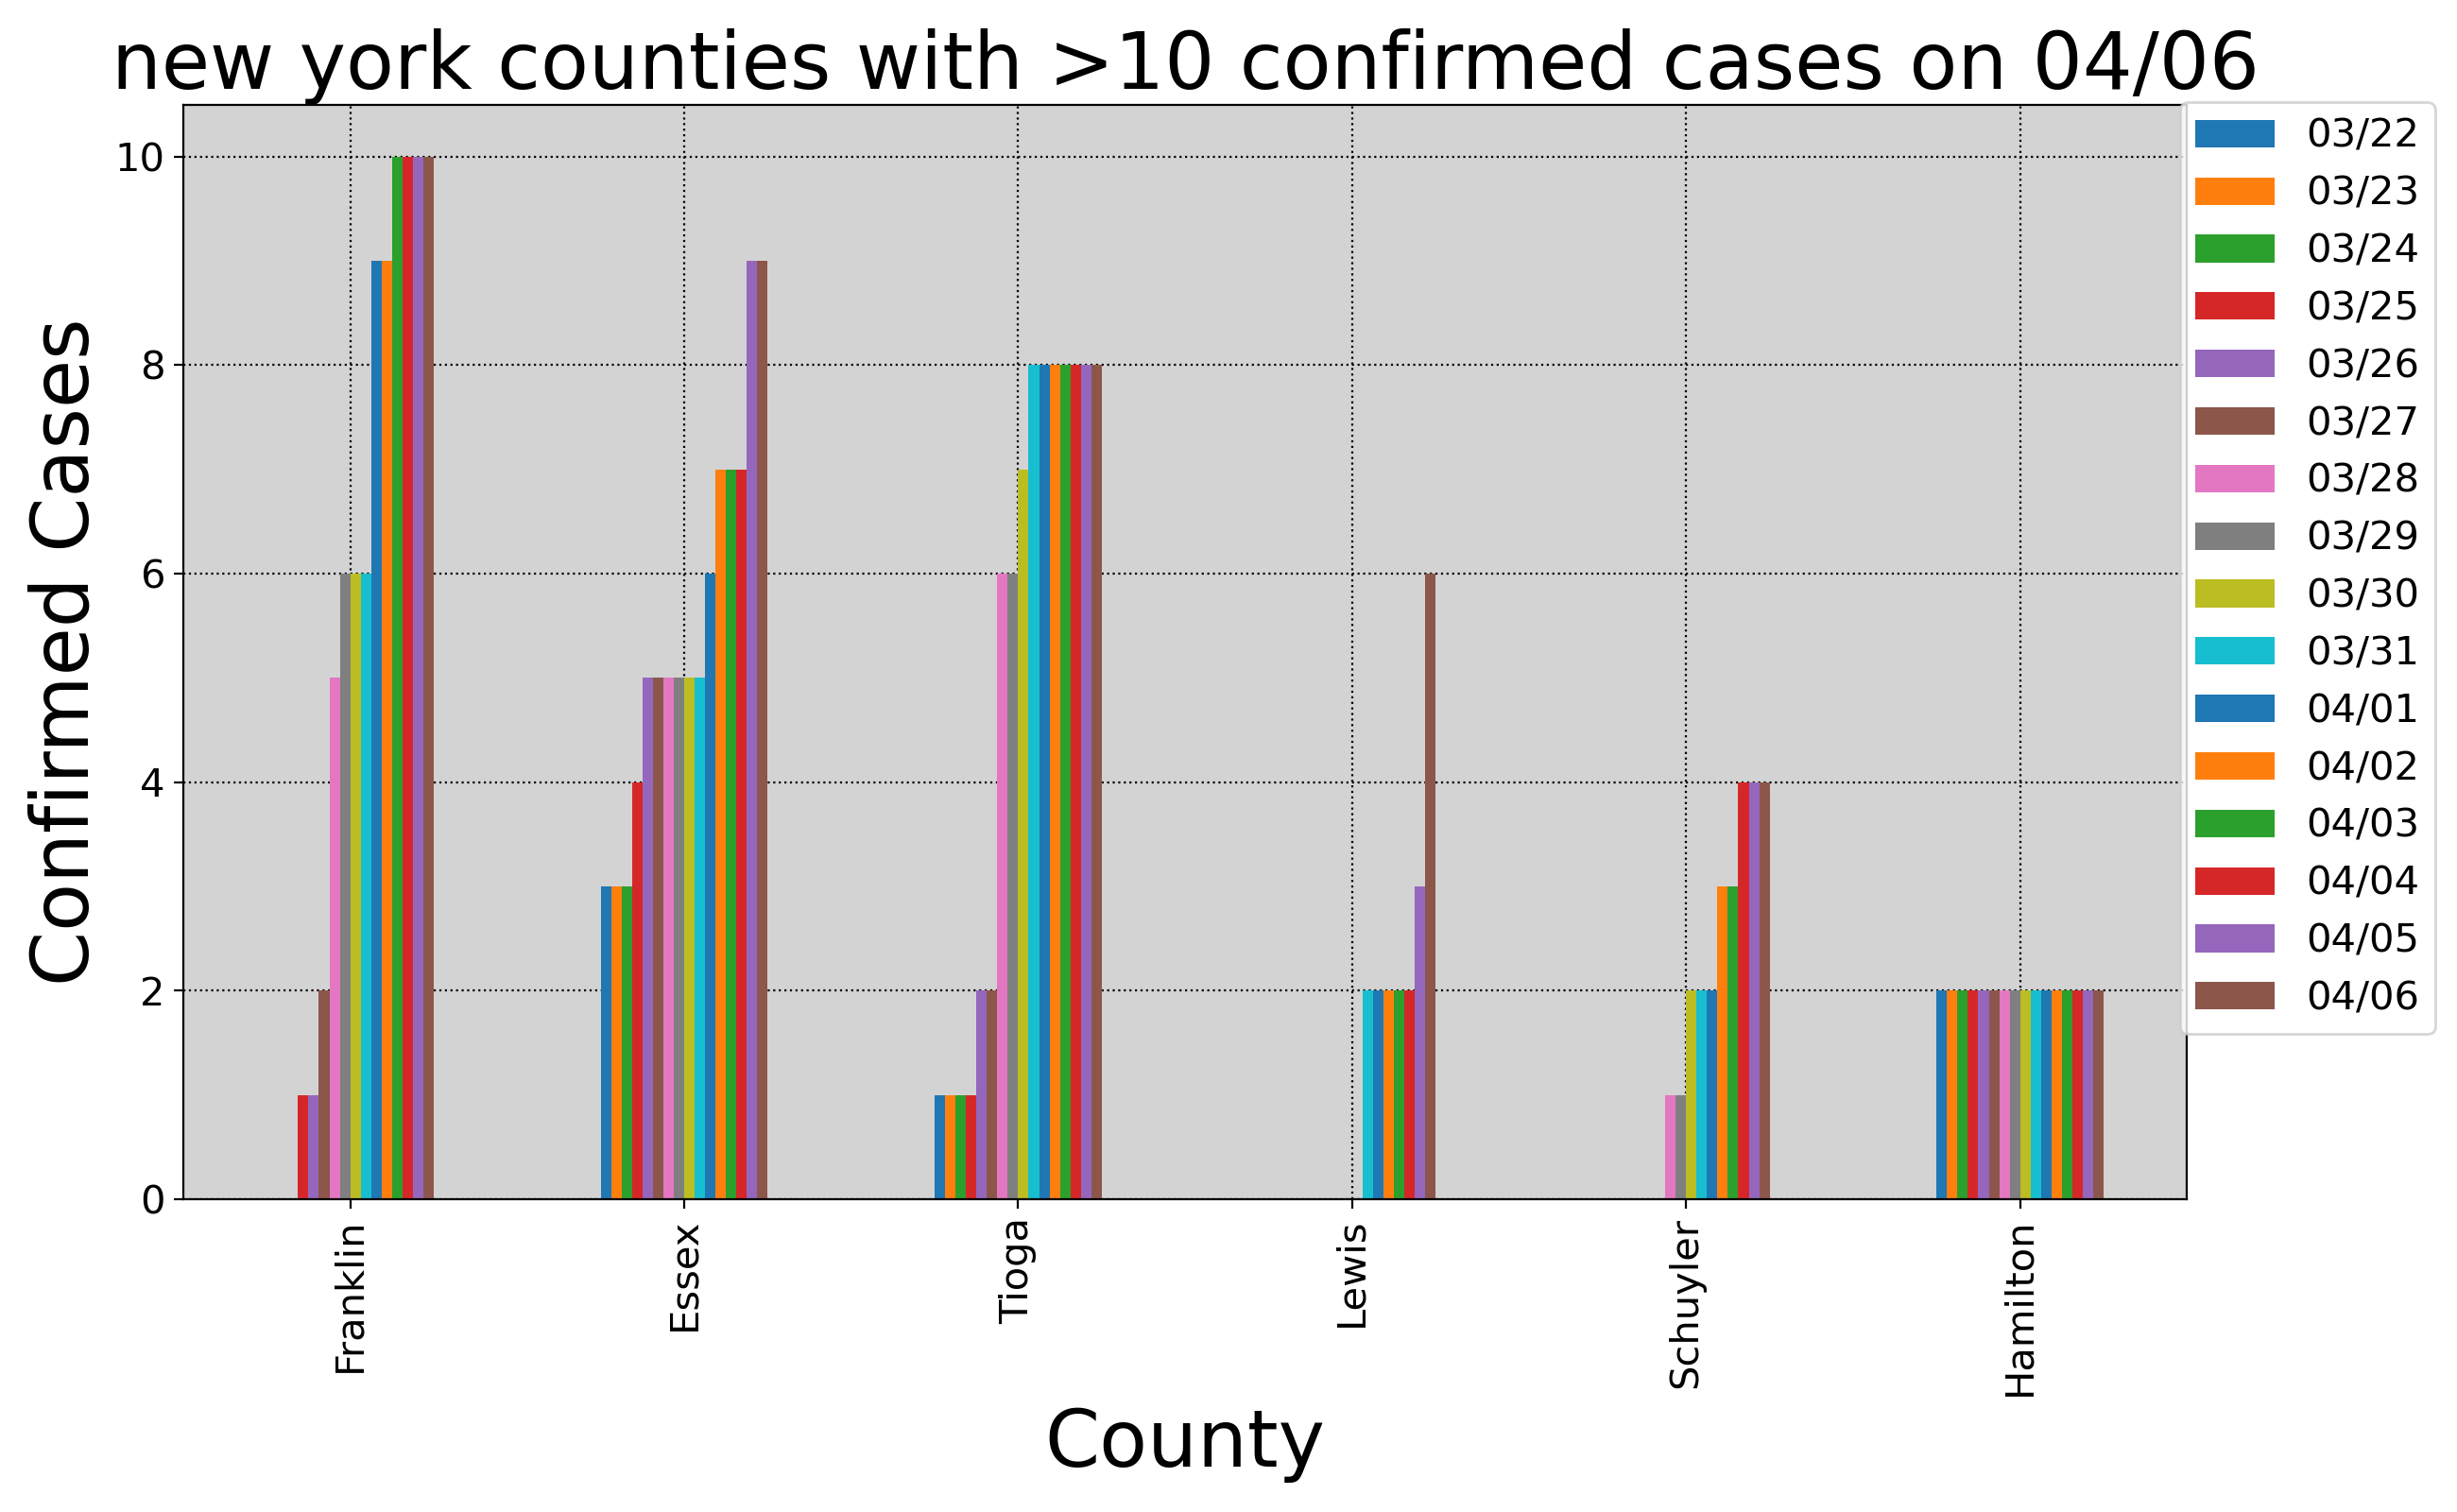 new york counties with >10 confirmed cases on 04/06
Confirmed Cases
10
8
6
4
2
0
03/22
03/23
03/24
03/25
03/26
03/27
03/28
03/29
03/30
03/31
04/01
04/02
04/03
04/04
04/05
04/06
Franklin
Essex
Tioga
Lewis
Schuyler
Hamilton
County